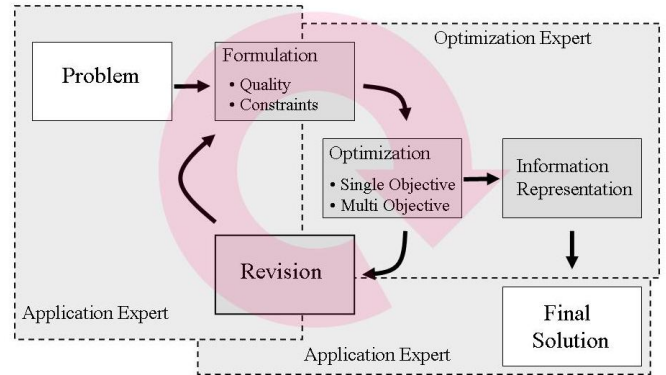 Problem
Formulation
• Quality
• Constraints
Optimization Expert
Optimization
• Single Objective
• Multi Objective
Information
Representation
Revision
Application Expert
Final
Solution
Application Expert